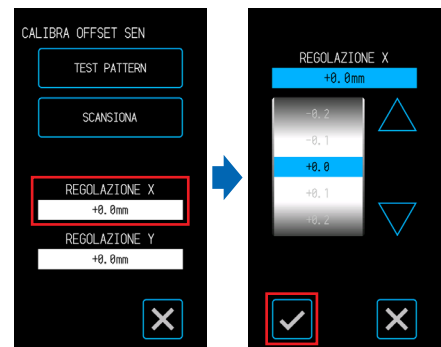 CALIBRA OFFSET SEN
TEST PATTERN
SCANSIONA
REGOLAZIONE X
+0.0mm
REGOLAZIONE Y
+0.0mm
REGOLAZIONE X
+0.0mm
-0.2
-0.1
+0.0
+0.1
+0.2